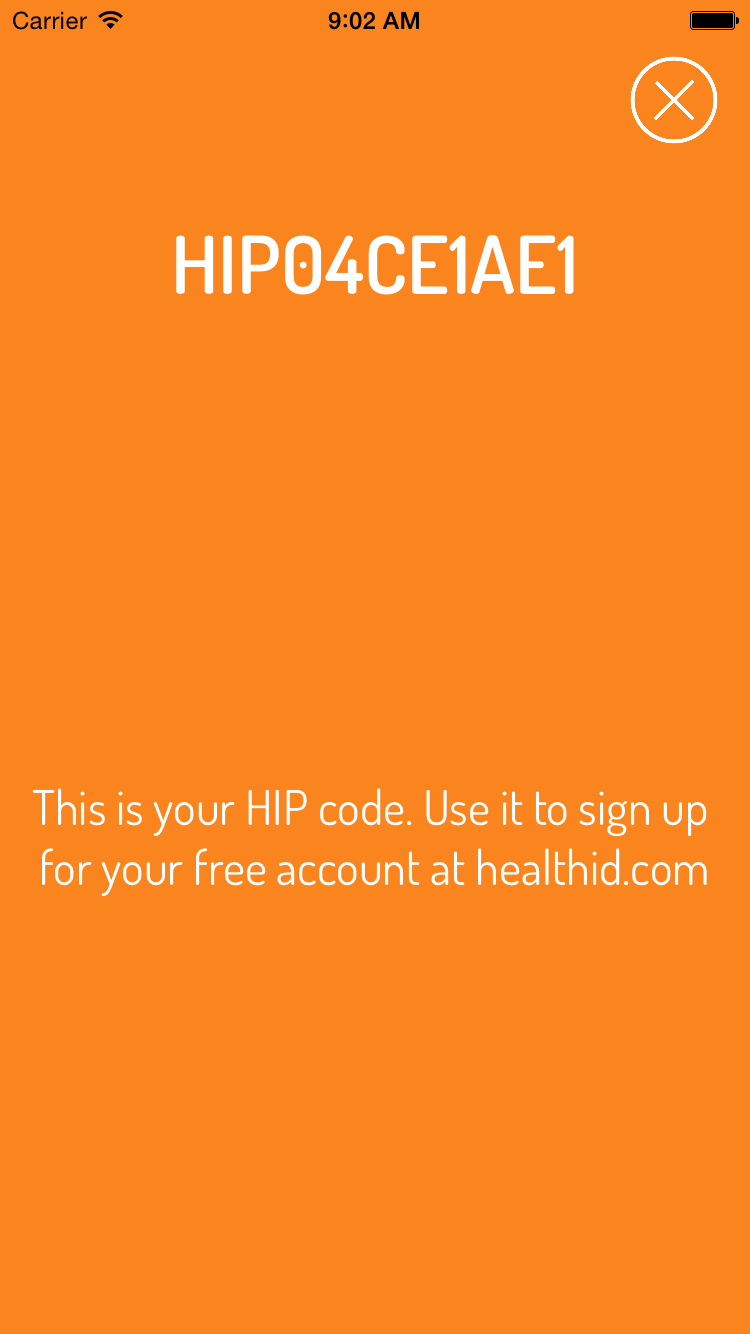 Carrier 9:02 AM
HIP04CE1AE1
This is your HIP code. Use it to sign up
for your free account at healthid.com